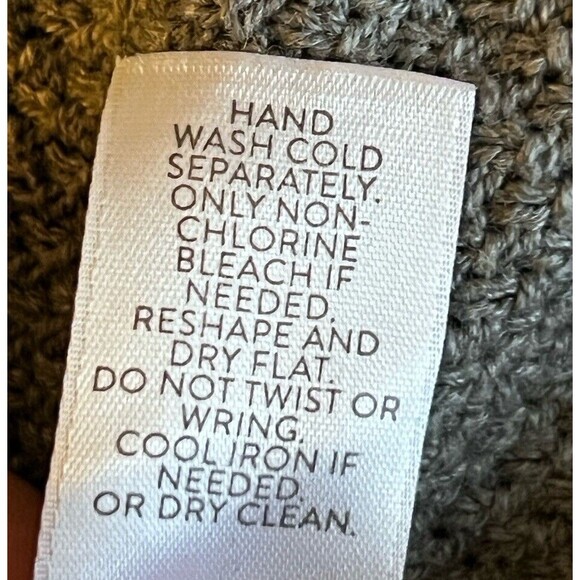 HAND
WASH COLD
SEPARATELY.
ONLY NON-
CHLORINE
BLEACH IF
NEEDED.
RESHAPE AND
DRY FLAT.
DO NOT TWIST OR
WRING.
COOL IRON IF
NEEDED.
OR DRY CLEAN.